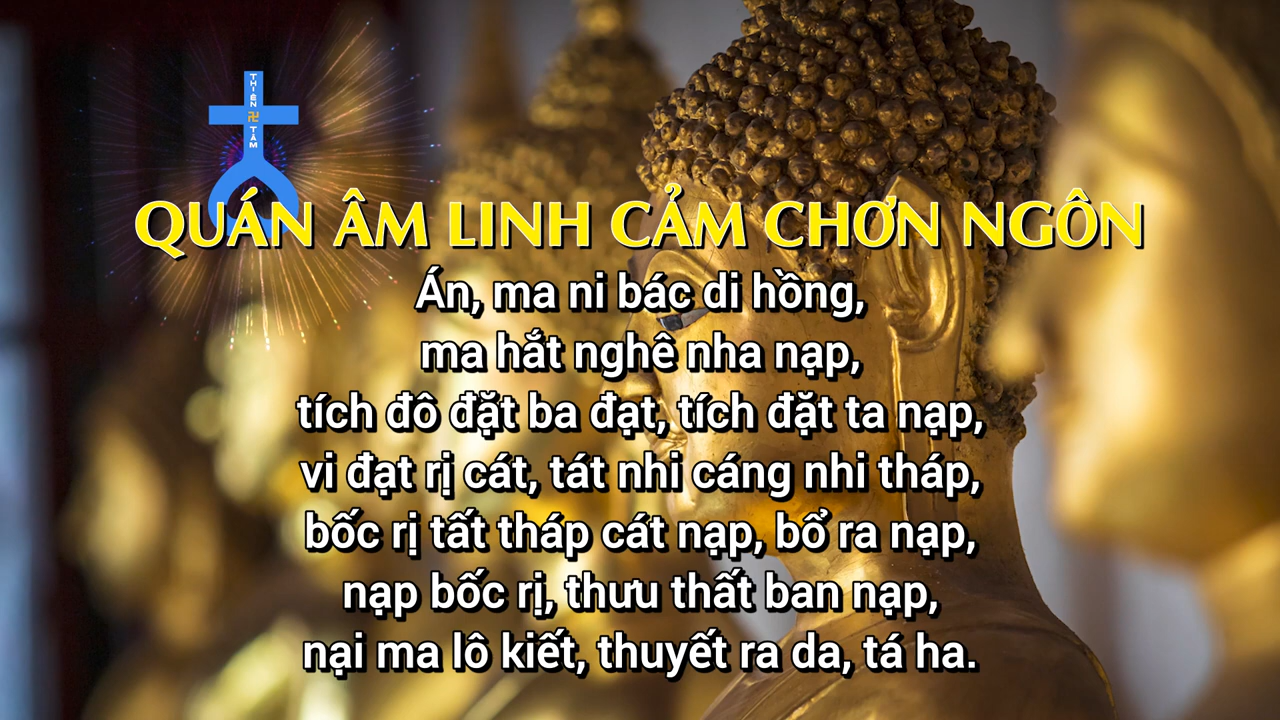 THIÊN
卍
TÂM
QUÁN ÂM LINH CẢM CHƠN NGÔN
Án, ma ni bác di hồng,
ma hắt nghê nha nạp,
tích đô đặt ba đạt, tích đặt ta nạp,
vi đạt rị cát, tát nhi cáng nhi tháp,
bốc rị tất tháp cát nạp, bổ ra nạp,
nạp bốc rị, thưu thất ban nạp,
nại ma lô kiết, thuyết ra da, tá ha.